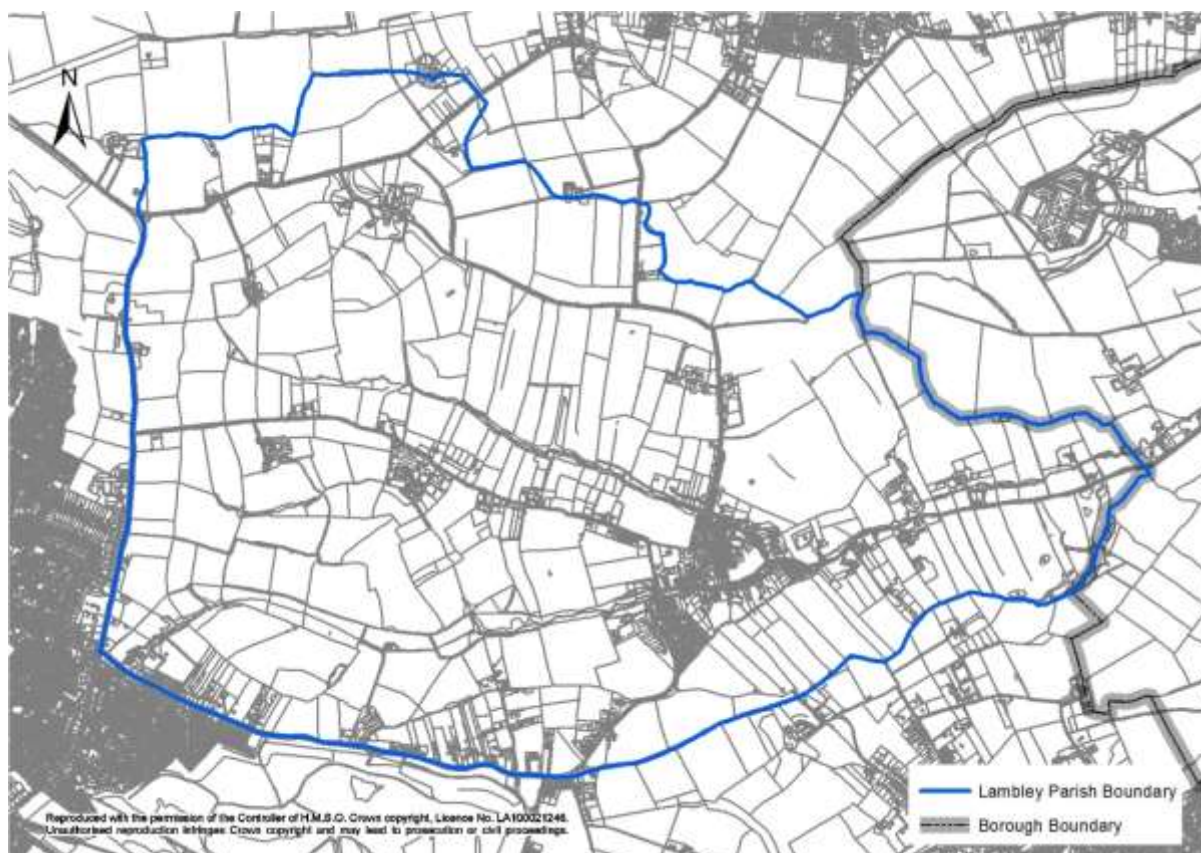 N
Reproduced with the permission of the Controller of H.M.S.O. Crown copyright, Licence No. LA100021248.
Unauthorised reproduction infringes Crown copyright and may lead to prosecution or civil proceedings.
Lambley Parish Boundary
Borough Boundary